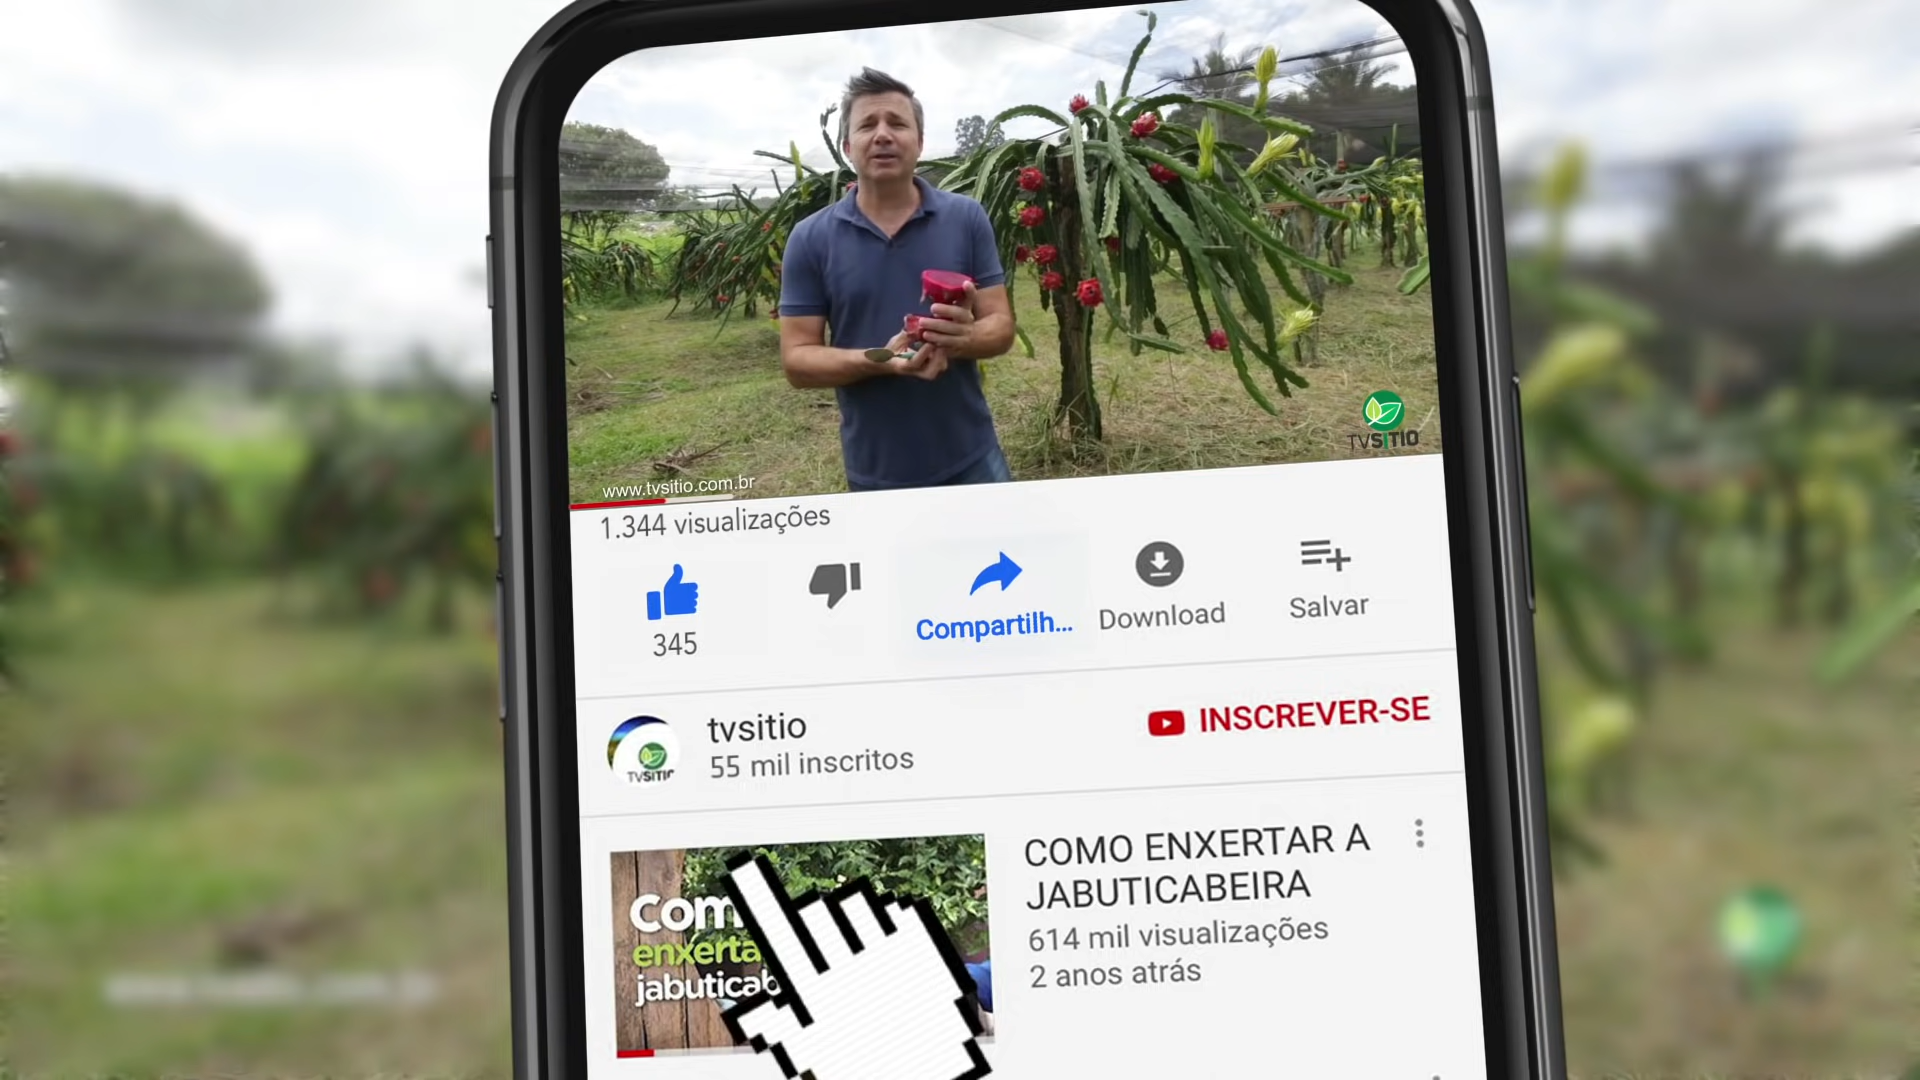 TVSITIO
www.tvsitio.com.br
1.344 visualizações
345
Compartilh...
Download
Salvar
tvsitio
55 mil inscritos
INSCREVER-SE
TVSITIO
Com
enxerta
jabuticab
COMO ENXERTAR A
JABUTICABEIRA
614 mil visualizações
2 anos atrás